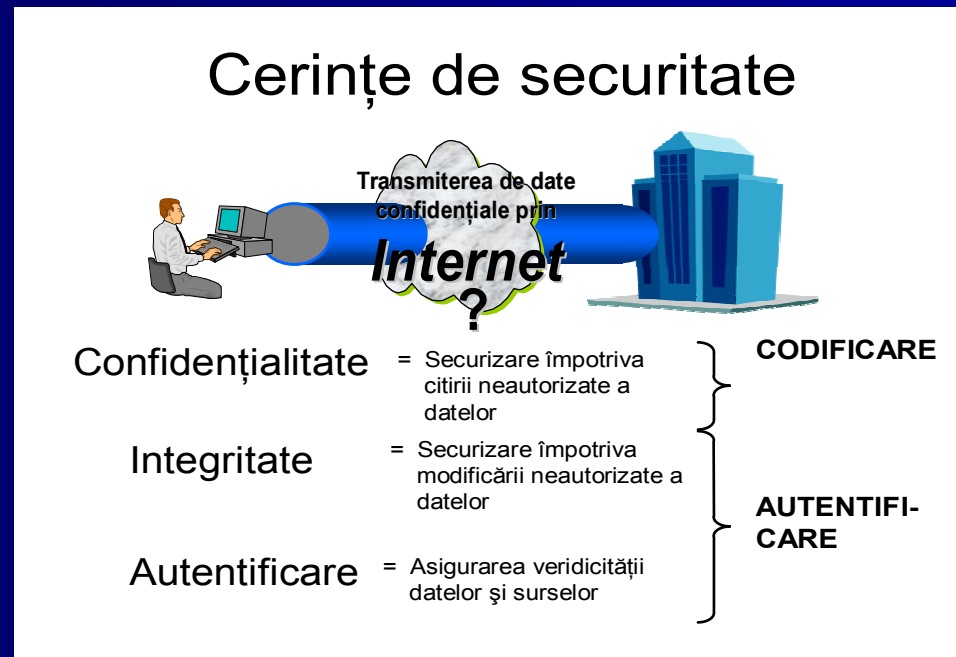 Cerințe de securitate
Transmiterea de date
confidențiale prin
Internet
?
Confidențialitate
= Securizare împotriva
citirii neautorizate a
datelor
CODIFICARE
Integritate
= Securizare împotriva
modificării neautorizate a
datelor
Autentificare
= Asigurarea veridicității
datelor şi surselor
AUTENTIFI-
CARE